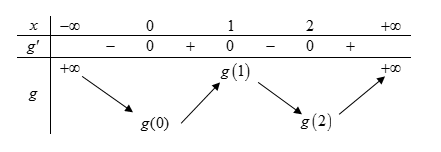 x −∞ 0 1 2 +∞
g′ − 0 + 0 − 0 +
+∞ g(1) +∞
g
g(0) g(2)